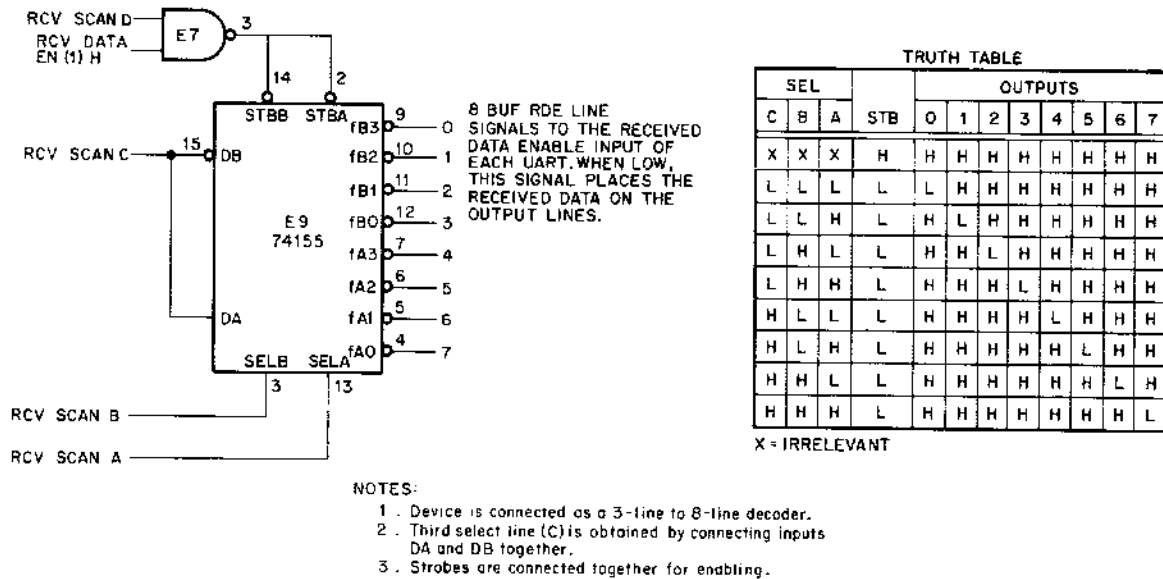 RCV SCAN D
RCV DATA
EN (1) H
E7
3
14
2
STBB STBA
15
DB
RCV SCAN C
E9
74155
DA
SELB SELA
3
13
RCV SCAN B
RCV SCAN A
fB3 9 0
fB2 10 1
fB1 11 2
fB0 12 3
fA3 7 4
fA2 6 5
fA1 5 6
fA0 4 7
8 BUF RDE LINE
SIGNALS TO THE RECEIVED
DATA ENABLE INPUT OF
EACH UART. WHEN LOW,
THIS SIGNAL PLACES THE
RECEIVED DATA ON THE
OUTPUT LINES.
TRUTH TABLE
SEL OUTPUTS
C B A STB 0 1 2 3 4 5 6 7
X X X H H H H H H H H H
L L L L L H H H H H H H
L L H L H L H H H H H H
L H L L H H L H H H H H
L H H L H H H L H H H H
H L L L H H H H L H H H
H L H L H H H H H L H H
H H L L H H H H H H L H
H H H L H H H H H H H L
X = IRRELEVANT
NOTES:
1 . Device is connected as a 3-line to 8-line decoder.
2 . Third select line (C) is obtained by connecting inputs
DA and DB together.
3 . Strobes are connected together for enabling.